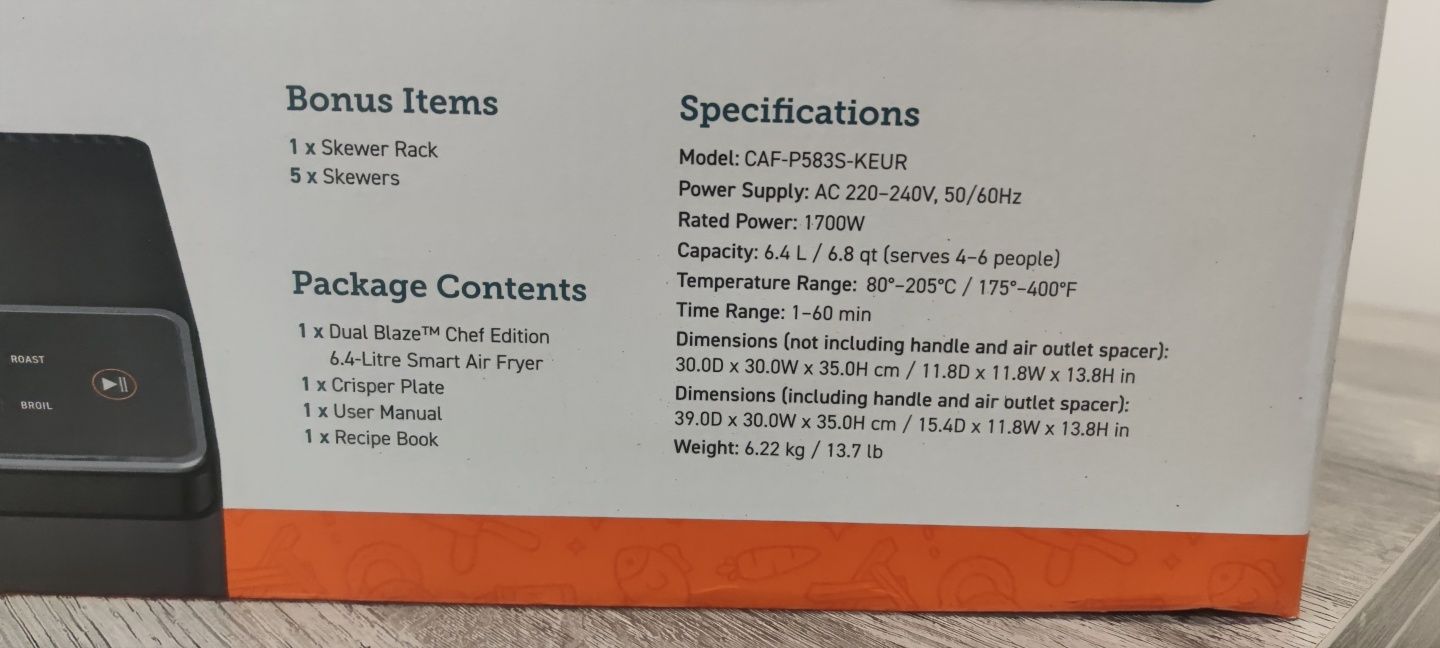 Bonus Items
1 x Skewer Rack
5 x Skewers
Package Contents
1 x Dual Blaze™ Chef Edition
6.4-Litre Smart Air Fryer
1 x Crisper Plate
1 x User Manual
1 x Recipe Book
ROAST
BROIL
Specifications
Model: CAF-P583S-KEUR
Power Supply: AC 220–240V, 50/60Hz
Rated Power: 1700W
Capacity: 6.4 L / 6.8 qt (serves 4–6 people)
Temperature Range: 80°–205°C / 175°–400°F
Time Range: 1–60 min
Dimensions (not including handle and air outlet spacer):
30.0D x 30.0W x 35.0H cm / 11.8D x 11.8W x 13.8H in
Dimensions (including handle and air outlet spacer):
39.0D x 30.0W x 35.0H cm / 15.4D x 11.8W x 13.8H in
Weight: 6.22 kg / 13.7 lb